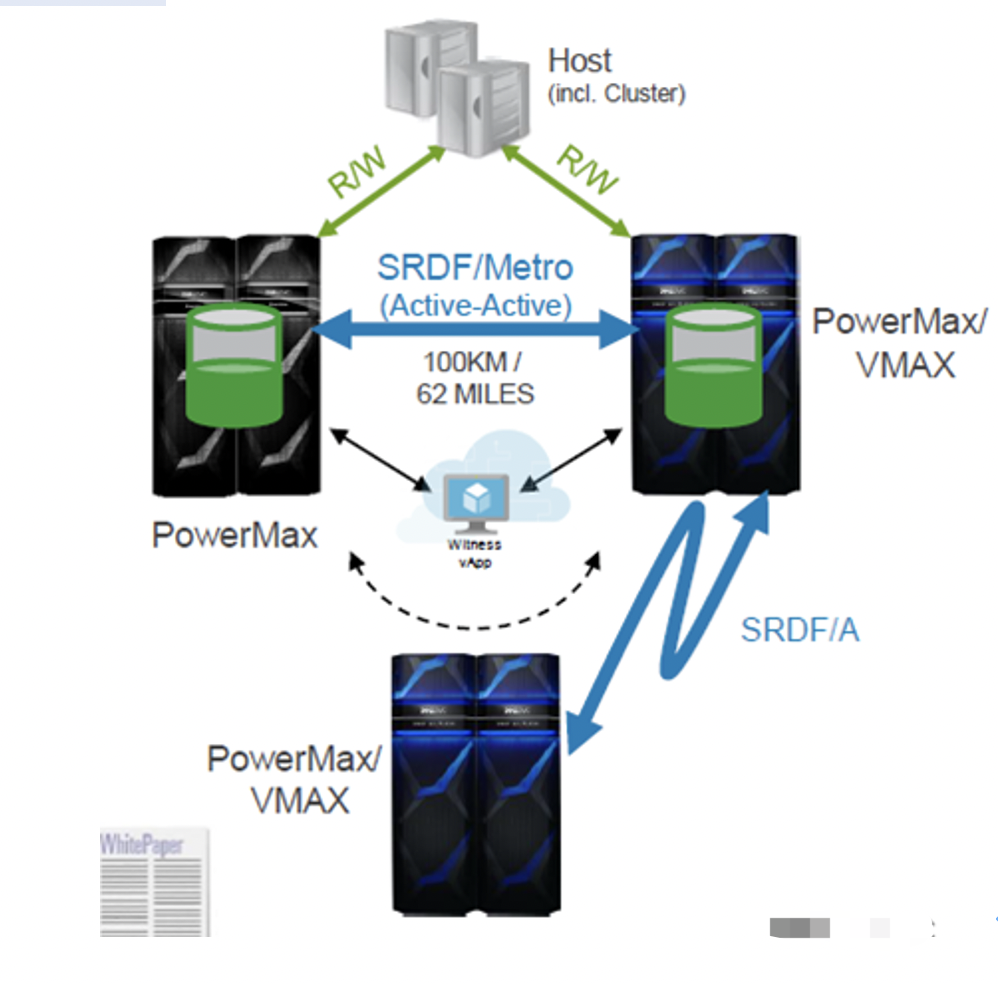 Host
(incl. Cluster)
R/W
R/W
SRDF/Metro
(Active-Active)
100KM /
62 MILES
PowerMax/
VMAX
PowerMax
Witness
vApp
SRDF/A
PowerMax/
VMAX
WhitePaper